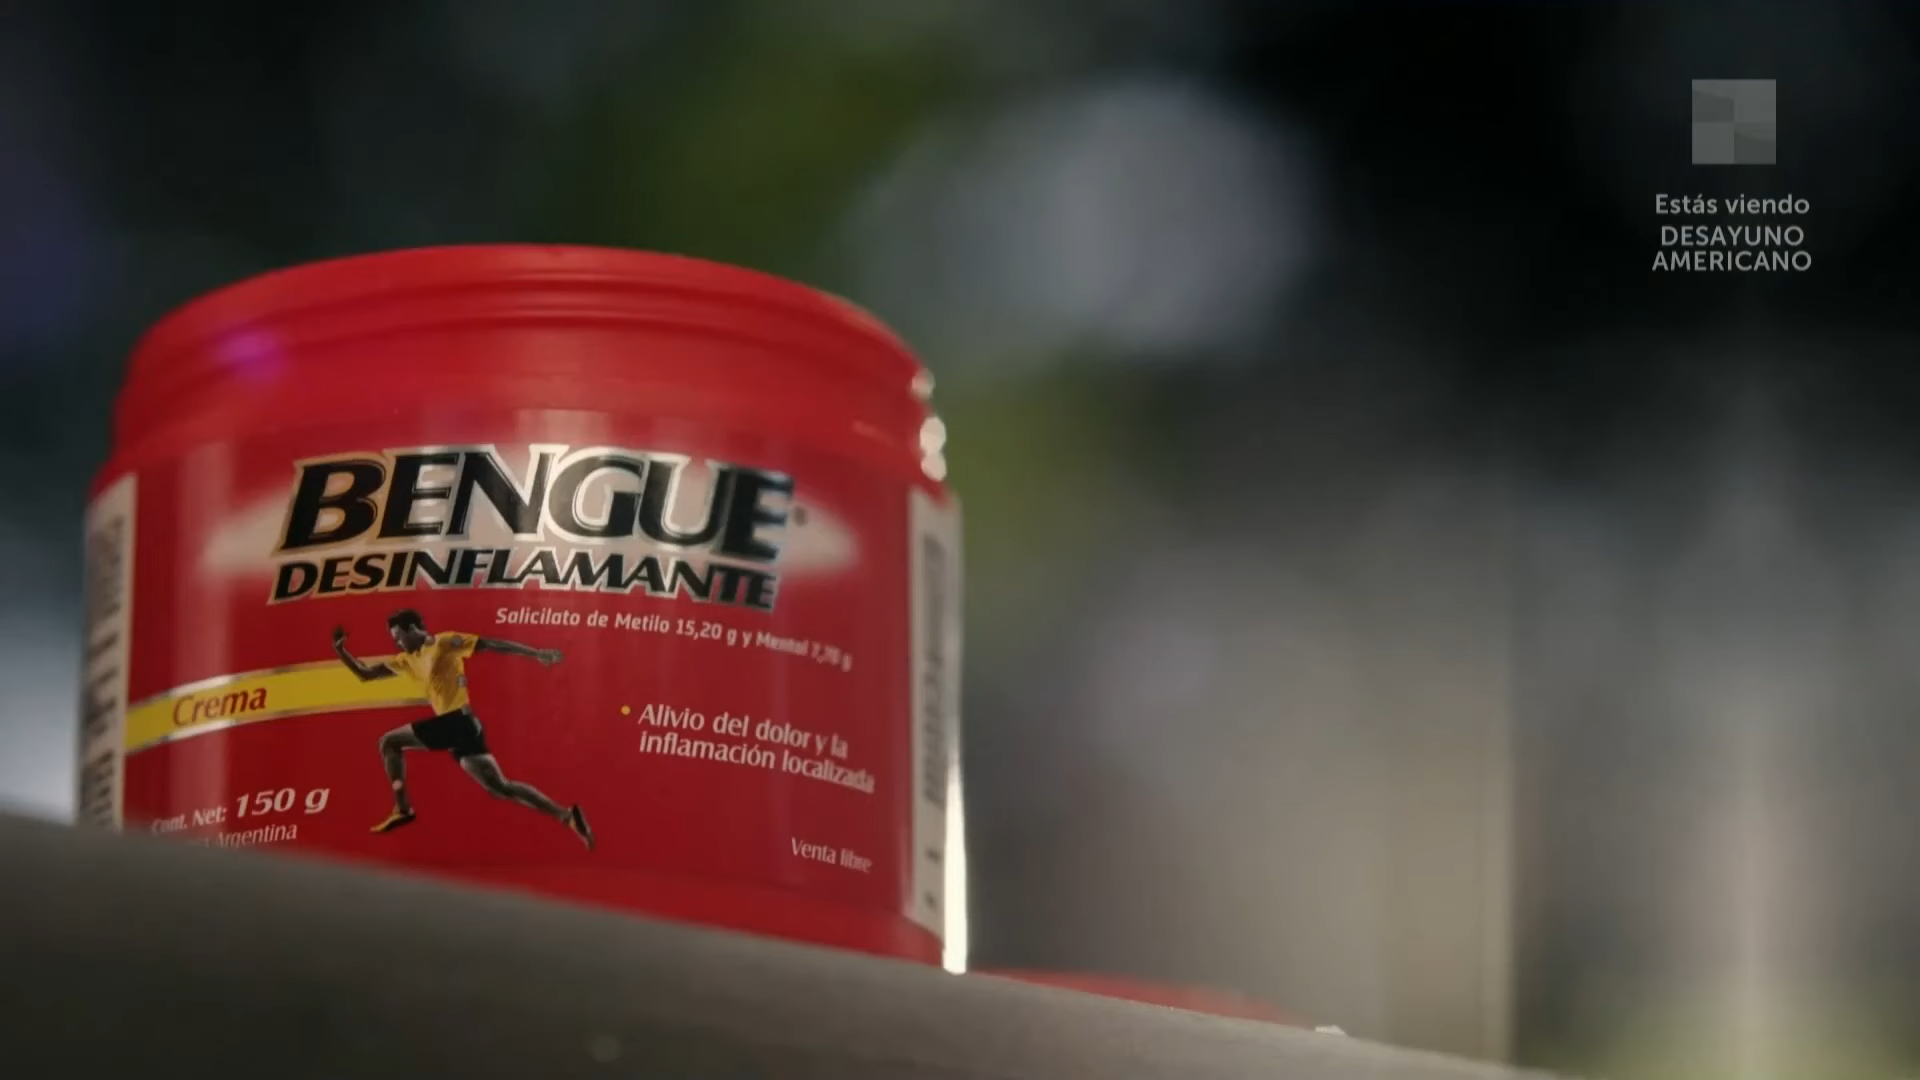 Estás viendo
DESAYUNO
AMERICANO
BENGUE®
DESINFLAMANTE
Salicilato de Metilo 15,20 g y Mentol
Crema
• Alivio del dolor y la
inflamación localizada
Cont. Net: 150 g
Argentina
Venta libre